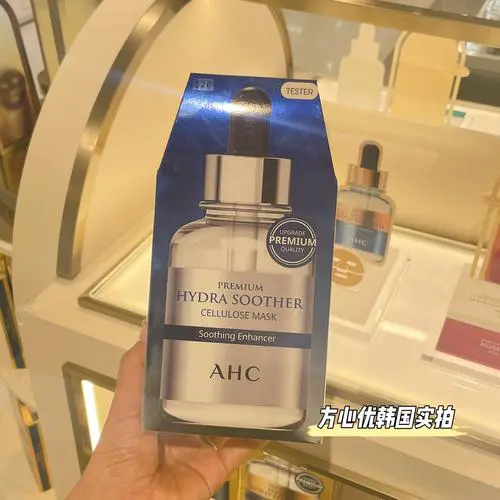 TESTER
UPGRADE
PREMIUM
QUALITY
PREMIUM
HYDRA SOOTHER
CELLULOSE MASK
Soothing Enhancer
AHC
AHC
方心优韩国实拍